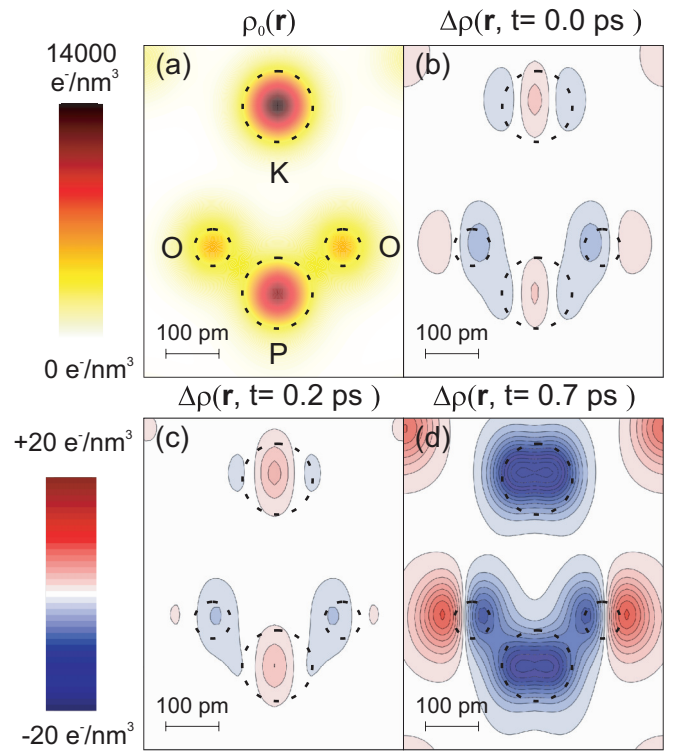 ρ₀(r)
Δρ(r, t= 0.0 ps )
14000
e⁻/nm³
(a)
(b)
K
O
O
P
100 pm
100 pm
0 e⁻/nm³
Δρ(r, t= 0.2 ps )
Δρ(r, t= 0.7 ps )
+20 e⁻/nm³
(c)
(d)
100 pm
100 pm
-20 e⁻/nm³